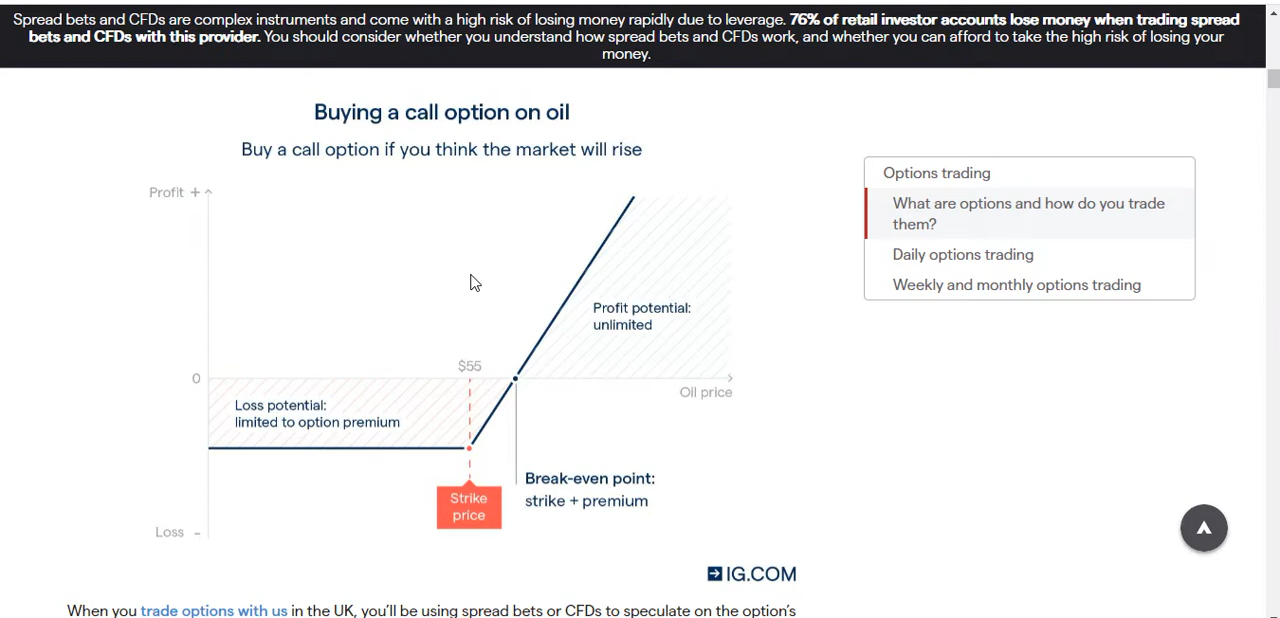 Spread bets and CFDs are complex instruments and come with a high risk of losing money rapidly due to leverage. 76% of retail investor accounts lose money when trading spread
bets and CFDs with this provider. You should consider whether you understand how spread bets and CFDs work, and whether you can afford to take the high risk of losing your
money.
Buying a call option on oil
Buy a call option if you think the market will rise
Profit +
Profit potential:
unlimited
$55
0
Oil price
Loss potential:
limited to option premium
Break-even point:
strike + premium
Strike
price
Loss -
IG.COM
When you trade options with us in the UK, you'll be using spread bets or CFDs to speculate on the option's
Options trading
What are options and how do you trade
them?
Daily options trading
Weekly and monthly options trading